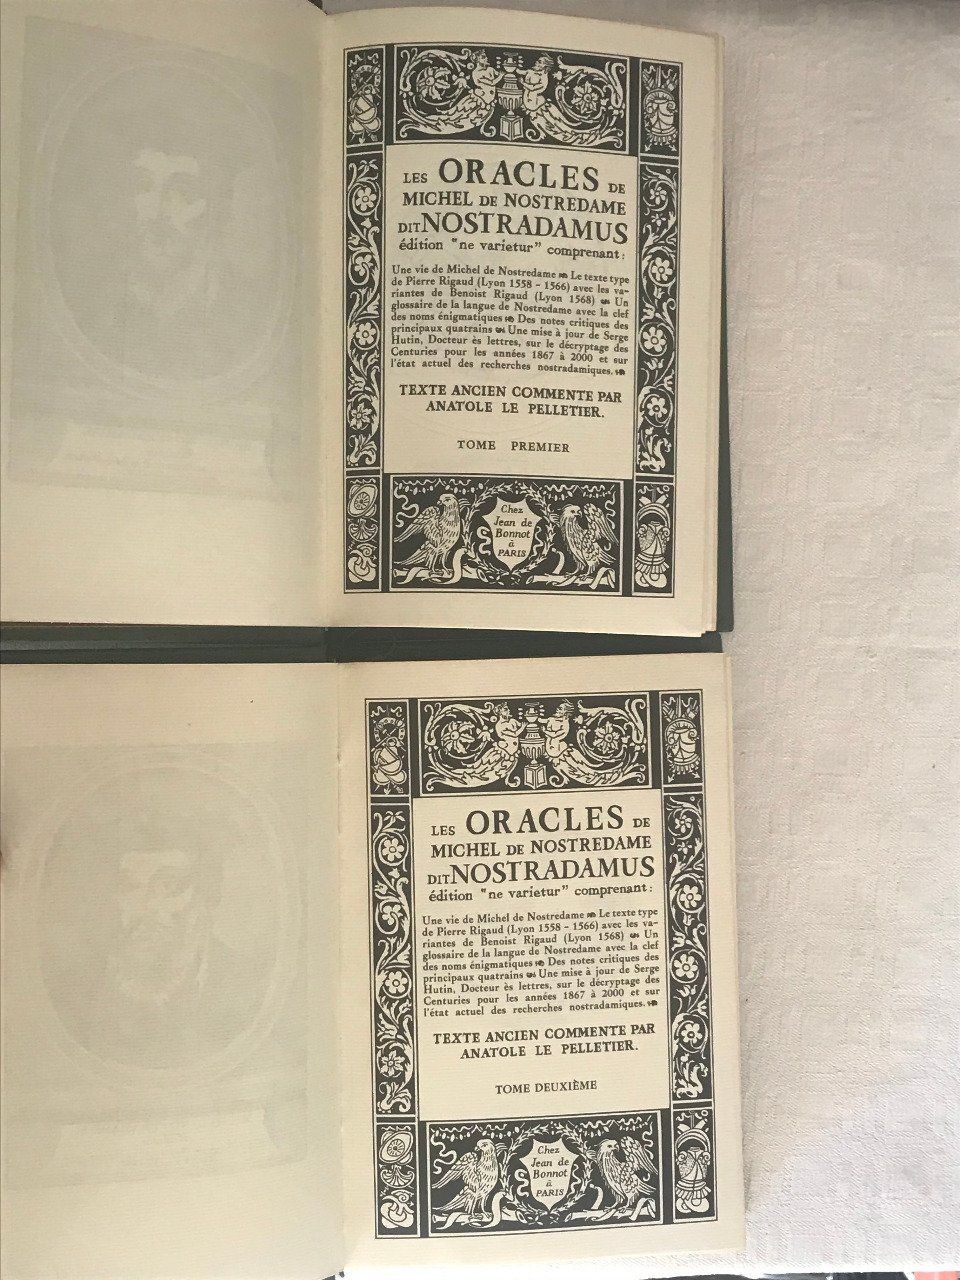 LES ORACLES DE
MICHEL DE NOSTREDAME
DIT NOSTRADAMUS
édition "ne varietur" comprenant :
Une vie de Michel de Nostredame Le texte type
de Pierre Rigaud (Lyon 1558 - 1566) avec les va-
riantes de Benoist Rigaud (Lyon 1568) Un
glossaire de la langue de Nostredame avec la clef
des noms énigmatiques Des notes critiques des
principaux quatrains Une mise à jour de Serge
Hutin, Docteur ès lettres, sur le décryptage des
Centuries pour les années 1867 à 2000 et sur
l'état actuel des recherches nostradamiques.
TEXTE ANCIEN COMMENTE PAR
ANATOLE LE PELLETIER.
TOME PREMIER
Chez
Jean de
Bonnot
à
PARIS
LES ORACLES DE
MICHEL DE NOSTREDAME
DIT NOSTRADAMUS
édition "ne varietur" comprenant :
Une vie de Michel de Nostredame Le texte type
de Pierre Rigaud (Lyon 1558 - 1566) avec les va-
riantes de Benoist Rigaud (Lyon 1568) Un
glossaire de la langue de Nostredame avec la clef
des noms énigmatiques Des notes critiques des
principaux quatrains Une mise à jour de Serge
Hutin, Docteur ès lettres, sur le décryptage des
Centuries pour les années 1867 à 2000 et sur
l'état actuel des recherches nostradamiques.
TEXTE ANCIEN COMMENTE PAR
ANATOLE LE PELLETIER.
TOME DEUXIÈME
Chez
Jean de
Bonnot
à
PARIS